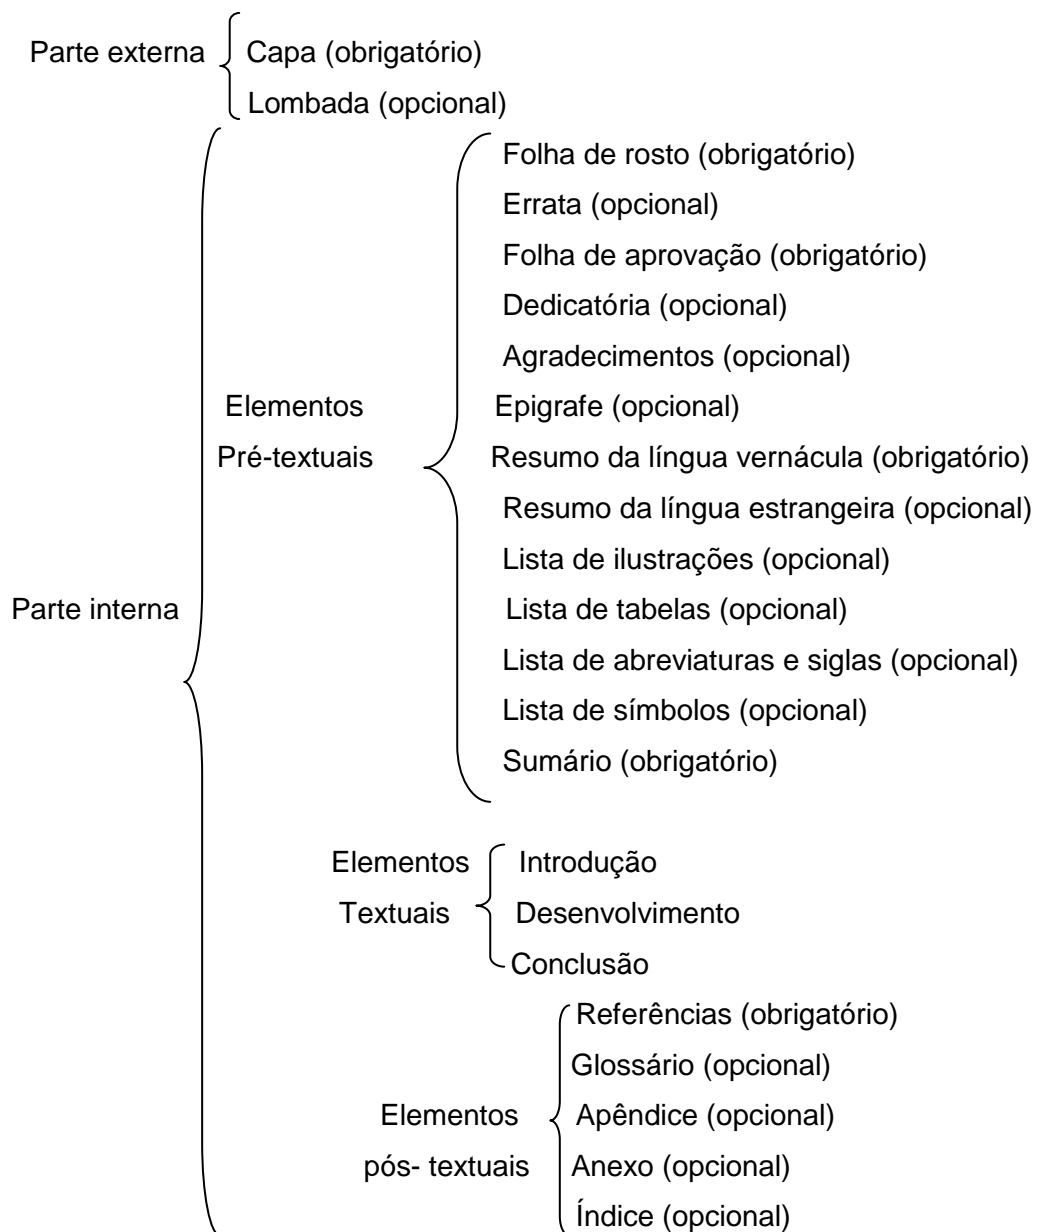 Parte externa Capa (obrigatório)
Lombada (opcional)
Folha de rosto (obrigatório)
Errata (opcional)
Folha de aprovação (obrigatório)
Dedicatória (opcional)
Agradecimentos (opcional)
Elementos Epigrafe (opcional)
Pré-textuais Resumo da língua vernácula (obrigatório)
Resumo da língua estrangeira (opcional)
Lista de ilustrações (opcional)
Parte interna Lista de tabelas (opcional)
Lista de abreviaturas e siglas (opcional)
Lista de símbolos (opcional)
Sumário (obrigatório)
Elementos Introdução
Textuais Desenvolvimento
Conclusão
Referências (obrigatório)
Glossário (opcional)
Elementos Apêndice (opcional)
pós- textuais Anexo (opcional)
Índice (opcional)